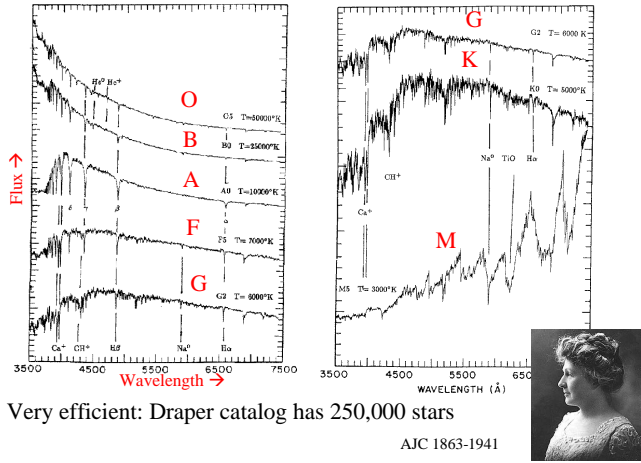 Flux →
He⁰ He⁺
O
O5 T=50000°K
B
B0 T=25000°K
A
A0 T=10000°K
δ γ β α
F
F5 T=7000°K
G
G2 T=6000°K
Ca⁺ CH⁺ Hβ Na⁰ Hα
3500 4500 5500 6500 7500
Wavelength →
G
G2 T=6000 K
K
K0 T=5000°K
CH⁺
Na⁰ TiO Hα
Ca⁺
M
M5 T=3000°K
3500 4500 5500 6500
WAVELENGTH (Å)
Very efficient: Draper catalog has 250,000 stars
AJC 1863-1941